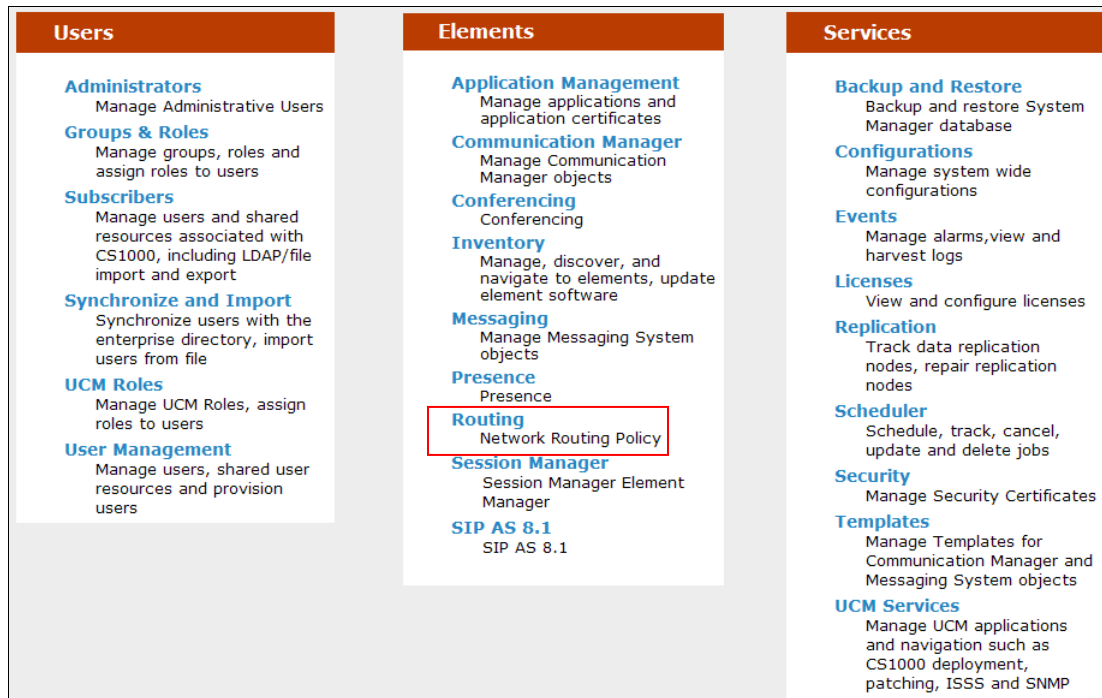 Users
Administrators
Manage Administrative Users
Groups & Roles
Manage groups, roles and
assign roles to users
Subscribers
Manage users and shared
resources associated with
CS1000, including LDAP/file
import and export
Synchronize and Import
Synchronize users with the
enterprise directory, import
users from file
UCM Roles
Manage UCM Roles, assign
roles to users
User Management
Manage users, shared user
resources and provision
users
Elements
Application Management
Manage applications and
application certificates
Communication Manager
Manage Communication
Manager objects
Conferencing
Conferencing
Inventory
Manage, discover, and
navigate to elements, update
element software
Messaging
Manage Messaging System
objects
Presence
Presence
Routing
Network Routing Policy
Session Manager
Session Manager Element
Manager
SIP AS 8.1
SIP AS 8.1
Services
Backup and Restore
Backup and restore System
Manager database
Configurations
Manage system wide
configurations
Events
Manage alarms,view and
harvest logs
Licenses
View and configure licenses
Replication
Track data replication
nodes, repair replication
nodes
Scheduler
Schedule, track, cancel,
update and delete jobs
Security
Manage Security Certificates
Templates
Manage Templates for
Communication Manager and
Messaging System objects
UCM Services
Manage UCM applications
and navigation such as
CS1000 deployment,
patching, ISSS and SNMP